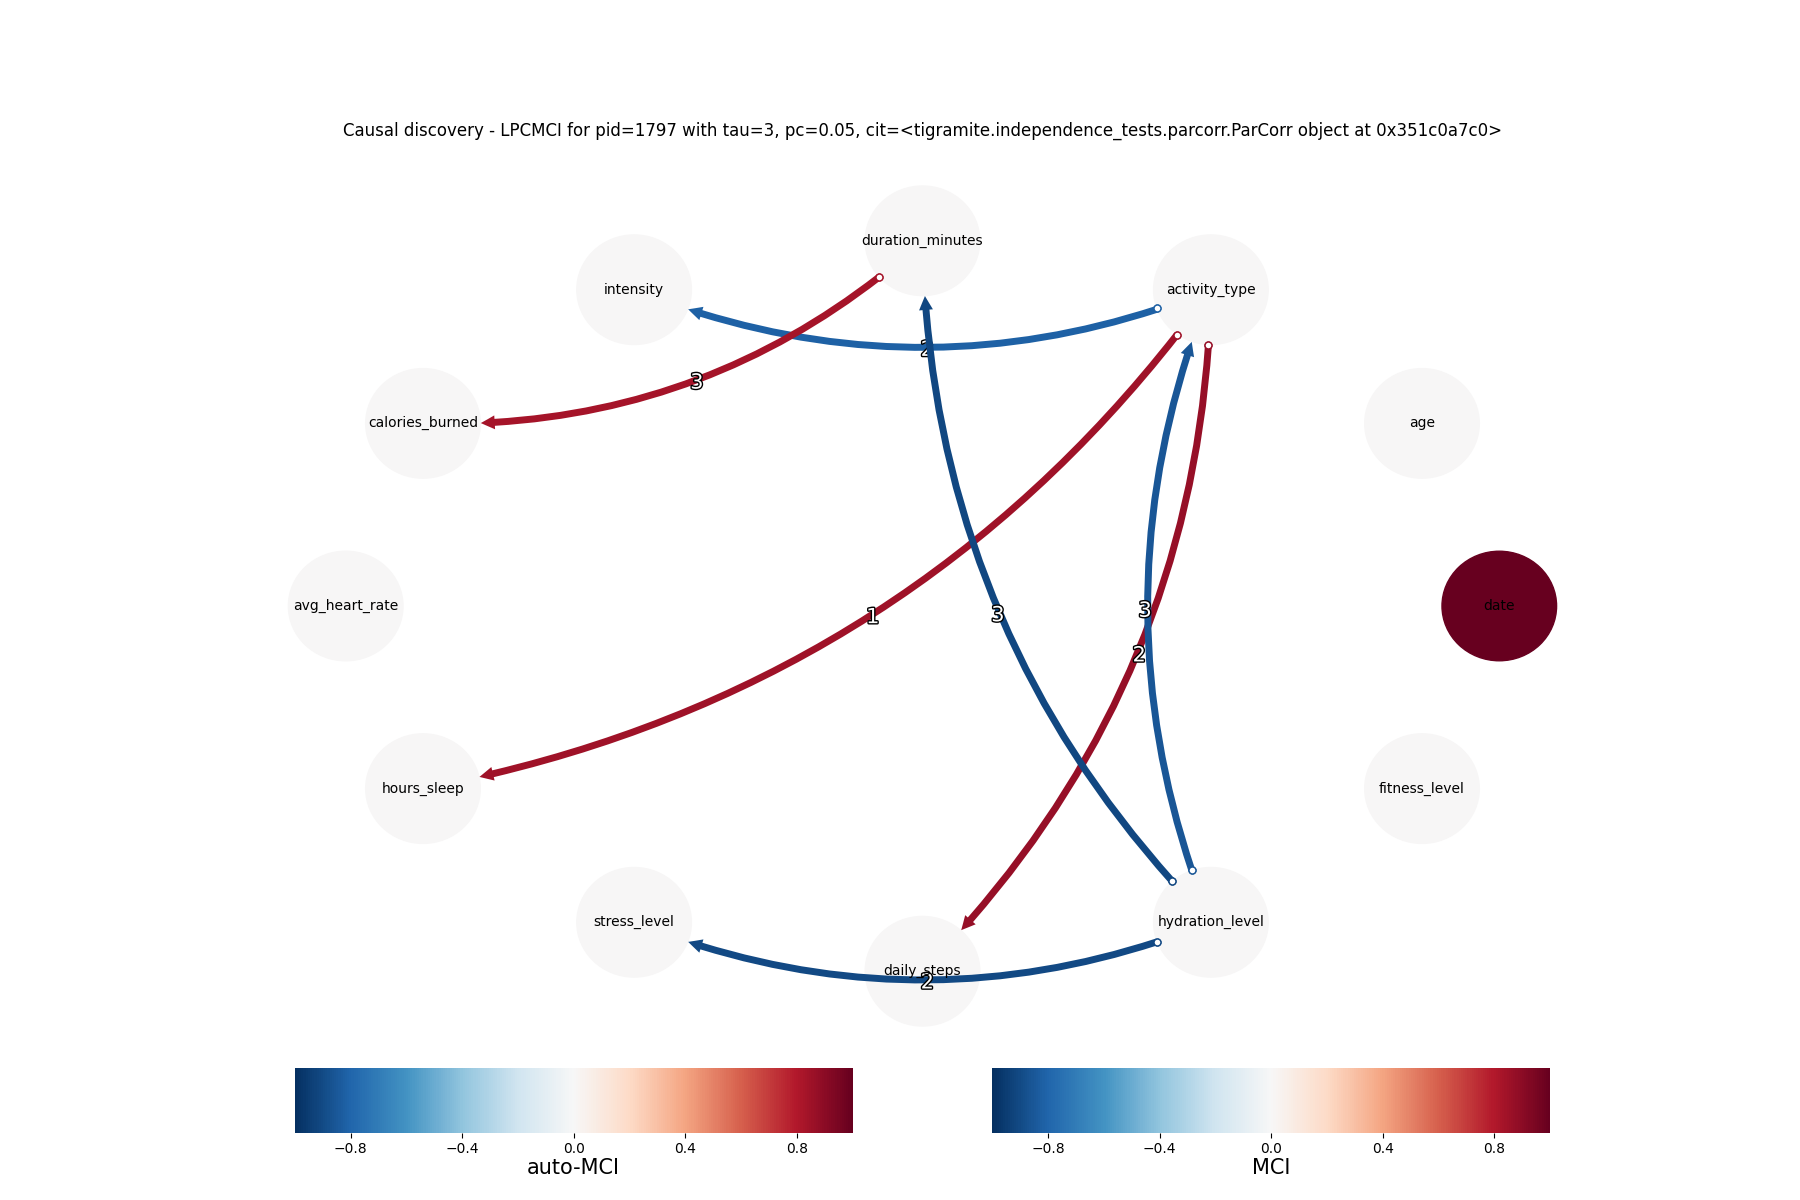 Causal discovery - LPCMCI for pid=1797 with tau=3, pc=0.05, cit=<tigramite.independence_tests.parcorr.ParCorr object at 0x351c0a7c0>
duration_minutes
intensity
activity_type
2
3
calories_burned
age
avg_heart_rate
date
1
3
3
2
hours_sleep
fitness_level
stress_level
hydration_level
daily_steps
2
−0.8 −0.4 0.0 0.4 0.8
auto-MCI
−0.8 −0.4 0.0 0.4 0.8
MCI